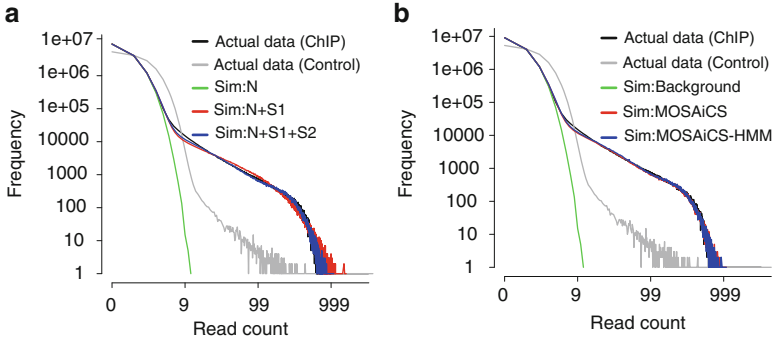 a
1e+07
1e+06
1e+05
10000
1000
100
10
1
Frequency
0
9
99
999
Read count
Actual data (ChIP)
Actual data (Control)
Sim:N
Sim:N+S1
Sim:N+S1+S2
b
1e+07
1e+06
1e+05
10000
1000
100
10
1
Frequency
0
9
99
999
Read count
Actual data (ChIP)
Actual data (Control)
Sim:Background
Sim:MOSAiCS
Sim:MOSAiCS-HMM